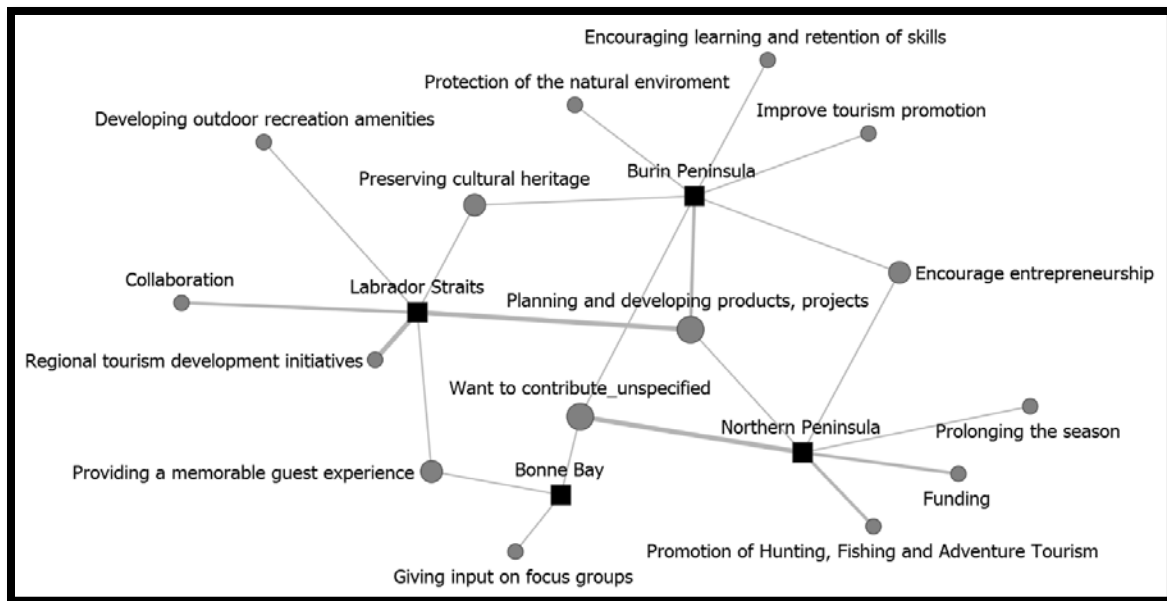 Encouraging learning and retention of skills
Protection of the natural enviroment
Improve tourism promotion
Developing outdoor recreation amenities
Burin Peninsula
Preserving cultural heritage
Collaboration
Encourage entrepreneurship
Labrador Straits
Planning and developing products, projects
Regional tourism development initiatives
Want to contribute_unspecified
Northern Peninsula
Prolonging the season
Providing a memorable guest experience
Bonne Bay
Funding
Promotion of Hunting, Fishing and Adventure Tourism
Giving input on focus groups